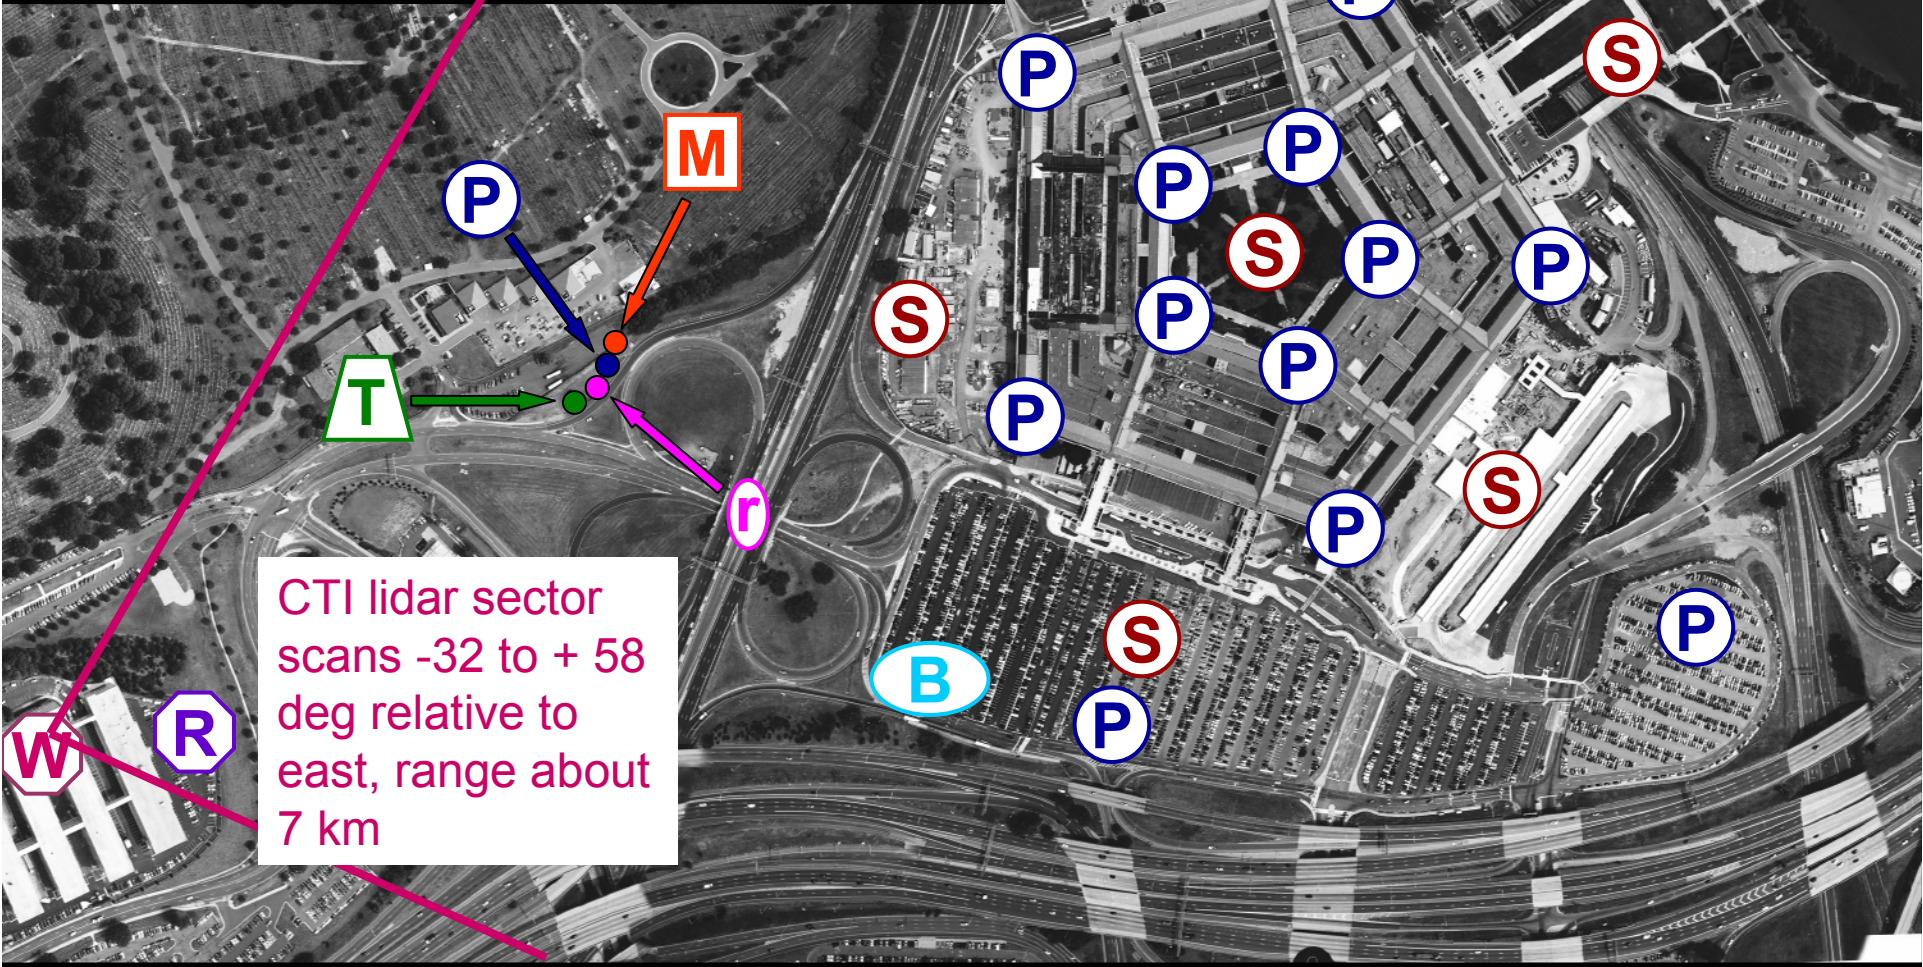 P
S
P
M
P
P
P
S
P
P
S
P
P
T
P
P
S
r
P
CTI lidar sector
scans -32 to + 58
deg relative to
east, range about
7 km
P
S
B
R
P
W